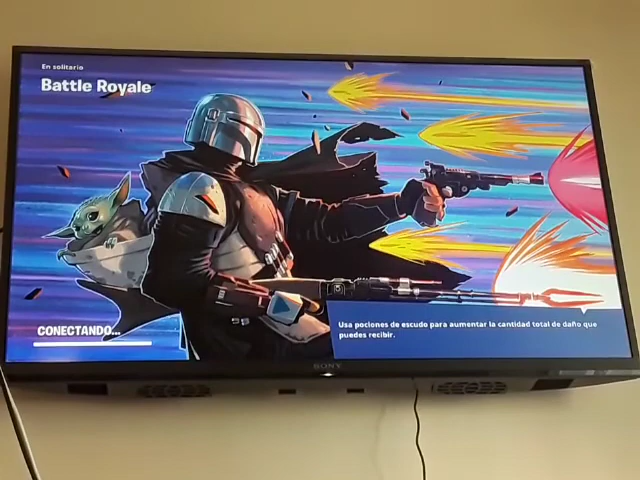 En solitario
Battle Royale
CONECTANDO...
Usa pociones de escudo para aumentar la cantidad total de daño que
puedes recibir.
SONY